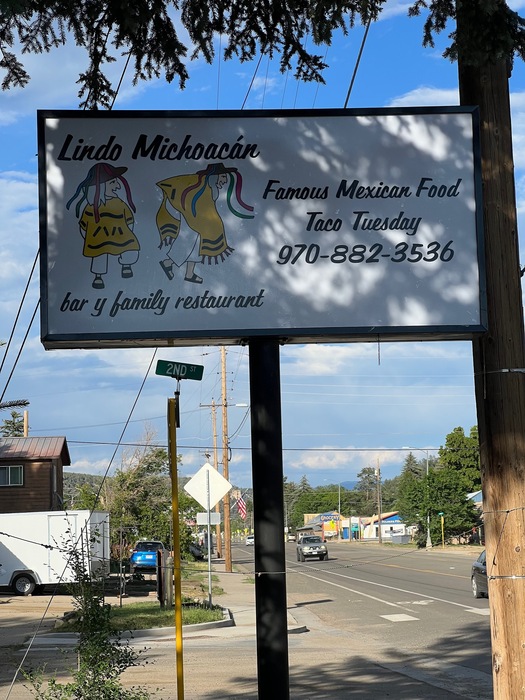 Lindo Michoacán
Famous Mexican Food
Taco Tuesday
970-882-3536
bar y family restaurant
2ND ST